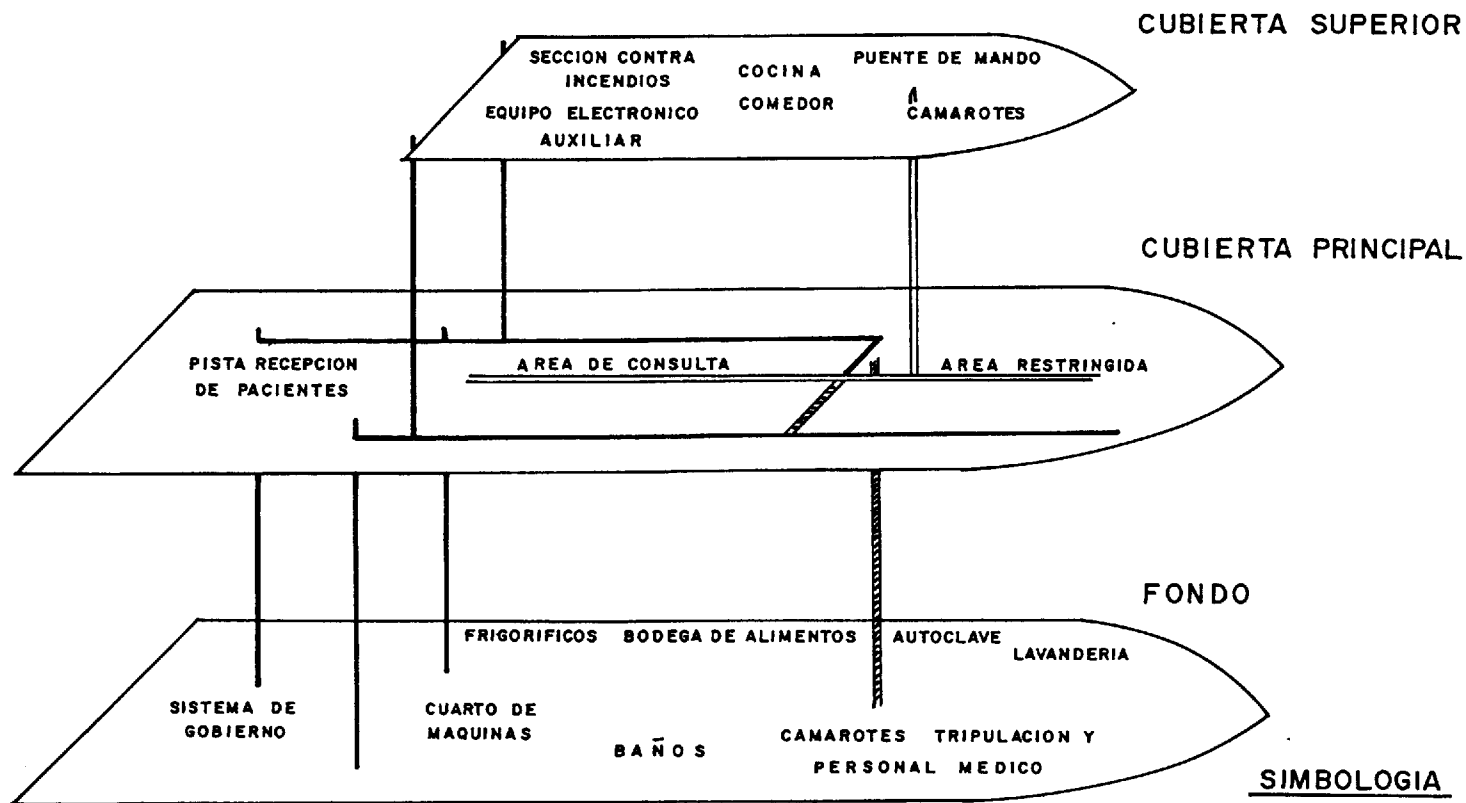 CUBIERTA SUPERIOR
SECCION CONTRA
INCENDIOS
COCINA
PUENTE DE MANDO
EQUIPO ELECTRONICO
AUXILIAR
COMEDOR
CAMAROTES
CUBIERTA PRINCIPAL
PISTA RECEPCION
DE PACIENTES
AREA DE CONSULTA
AREA RESTRINGIDA
FONDO
FRIGORIFICOS
BODEGA DE ALIMENTOS
AUTOCLAVE
LAVANDERIA
SISTEMA DE
GOBIERNO
CUARTO DE
MAQUINAS
BAÑOS
CAMAROTES TRIPULACION Y
PERSONAL MEDICO
SIMBOLOGIA